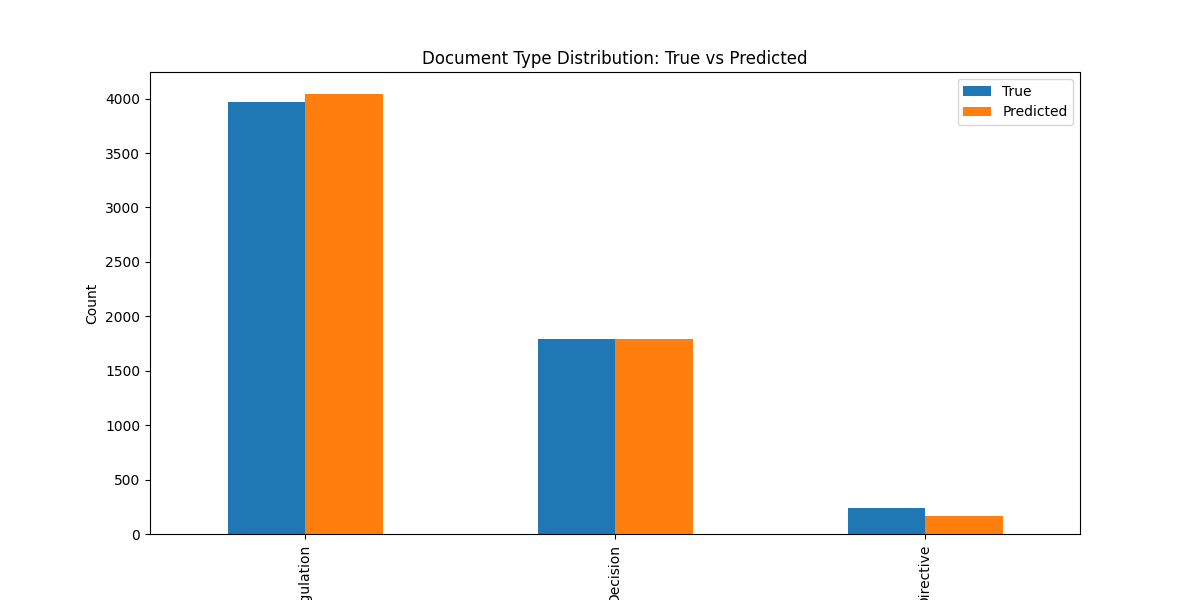 Document Type Distribution: True vs Predicted
True
Predicted
4000
3500
3000
2500
2000
1500
1000
500
0
Count
gulation
Decision
Directive